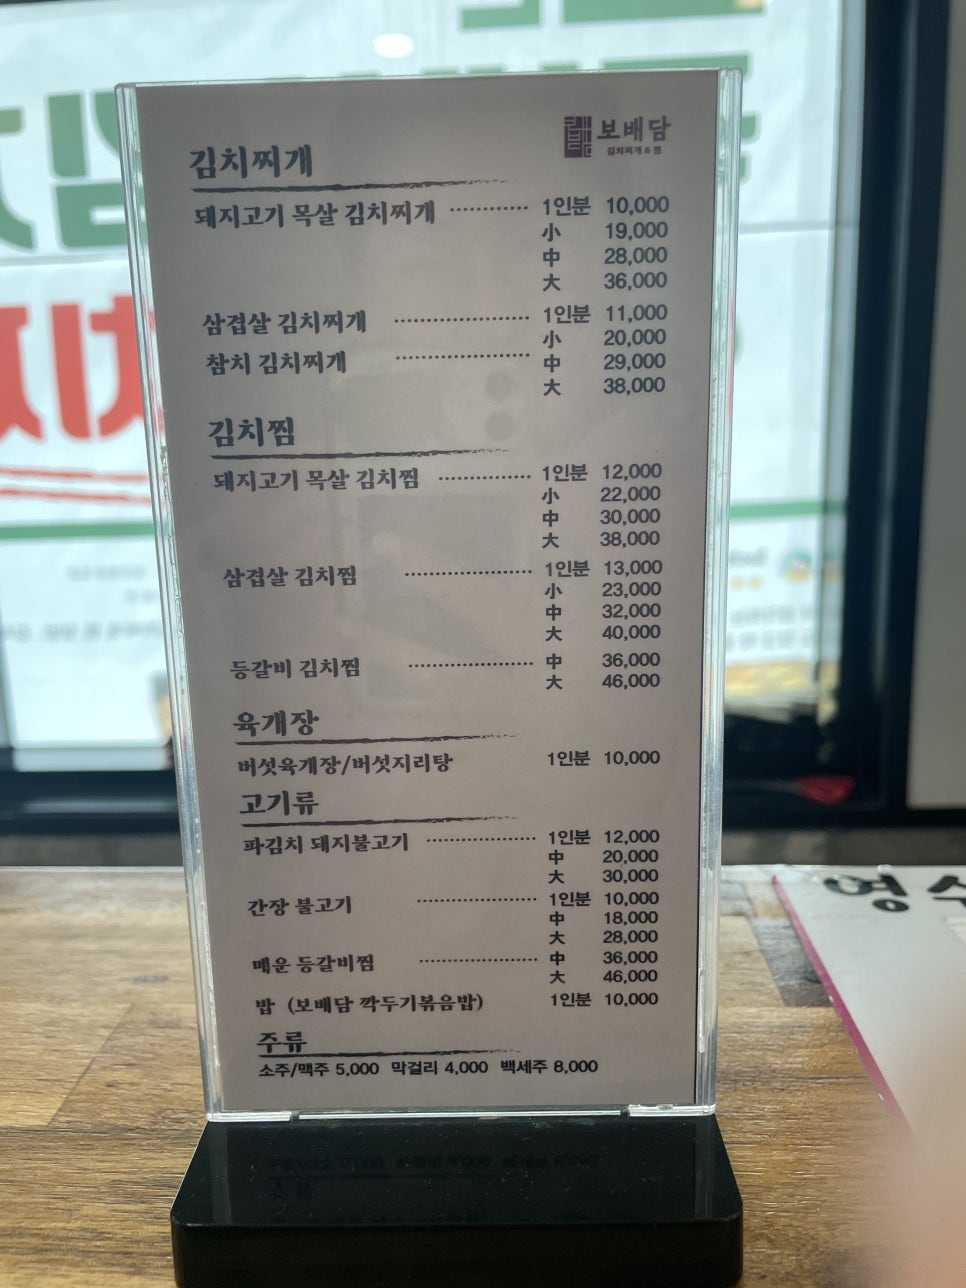 보배담
김치찌개 & 찜
김치찌개
돼지고기 목살 김치찌개 ············ 1인분 10,000
小 19,000
中 28,000
大 36,000
삼겹살 김치찌개 ···················· 1인분 11,000
小 20,000
참치 김치찌개 ···················· 中 29,000
大 38,000
김치찜
돼지고기 목살 김치찜 ·············· 1인분 12,000
小 22,000
中 30,000
大 38,000
삼겹살 김치찜 ···················· 1인분 13,000
小 23,000
中 32,000
大 40,000
등갈비 김치찜 ···················· 中 36,000
大 46,000
육개장
버섯육개장/버섯지리탕 1인분 10,000
고기류
파김치 돼지불고기 ················· 1인분 12,000
中 20,000
大 30,000
간장 불고기 ···················· 1인분 10,000
中 18,000
大 28,000
매운 등갈비찜 ···················· 中 36,000
大 46,000
밥 (보배담 깍두기볶음밥) 1인분 10,000
주류
소주/맥주 5,000 막걸리 4,000 백세주 8,000